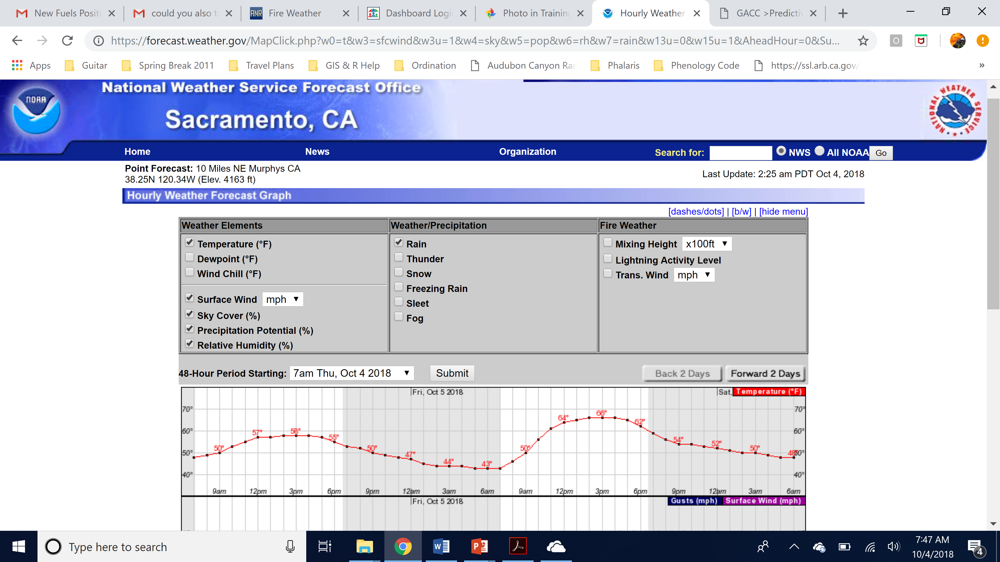 New Fuels Positi
could you also t
ANR Fire Weather
Dashboard Logi
Photo in Training
Hourly Weather
GACC >Predictiv
https://forecast.weather.gov/MapClick.php?w0=t&w3=sfcwind&w3u=1&w4=sky&w5=pop&w6=rh&w7=rain&w13u=0&w15u=1&AheadHour=0&Su...
Apps Guitar Spring Break 2011 Travel Plans GIS & R Help Ordination Audubon Canyon Ran Phalaris Phenology Code https://ssl.arb.ca.gov/ »
NOAA
National Weather Service Forecast Office
Sacramento, CA
NATIONAL WEATHER SERVICE
Home News Organization Search for: NWS All NOAA Go
Point Forecast: 10 Miles NE Murphys CA
38.25N 120.34W (Elev. 4163 ft)
Last Update: 2:25 am PDT Oct 4, 2018
Hourly Weather Forecast Graph
[dashes/dots] | [b/w] | [hide menu]
Weather Elements
Temperature (°F)
Dewpoint (°F)
Wind Chill (°F)
Surface Wind mph
Sky Cover (%)
Precipitation Potential (%)
Relative Humidity (%)
Weather/Precipitation
Rain
Thunder
Snow
Freezing Rain
Sleet
Fog
Fire Weather
Mixing Height x100ft
Lightning Activity Level
Trans. Wind mph
48-Hour Period Starting: 7am Thu, Oct 4 2018 Submit Back 2 Days Forward 2 Days
Fri, Oct 5 2018 Sat, Temperature (°F)
70° 70°
60° 60°
50° 50°
40° 40°
50° 57° 58° 55° 50° 47° 44° 43° 50° 64° 66° 62° 54° 52° 50° 48°
9am 12pm 3pm 6pm 9pm 12am 3am 6am 9am 12pm 3pm 6pm 9pm 12am 3am 6am
Fri, Oct 5 2018 Gusts (mph) Surface Wind (mph)
Type here to search
7:47 AM
10/4/2018
4